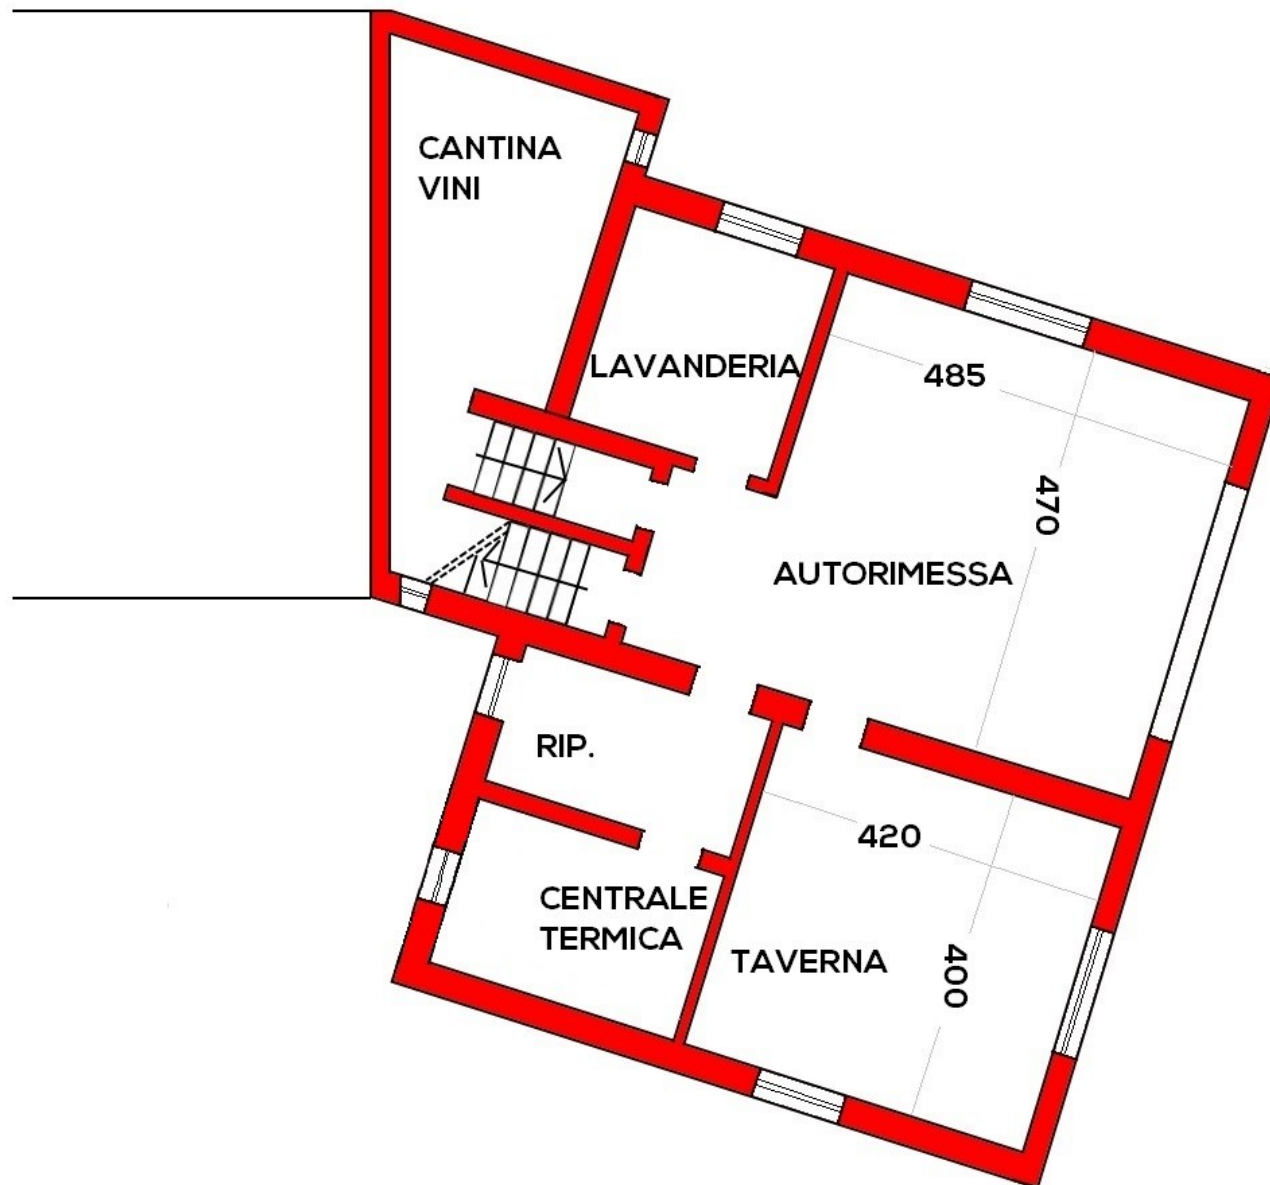 CANTINA
VINI
LAVANDERIA
485
470
AUTORIMESSA
RIP.
420
CENTRALE
TERMICA
TAVERNA
400